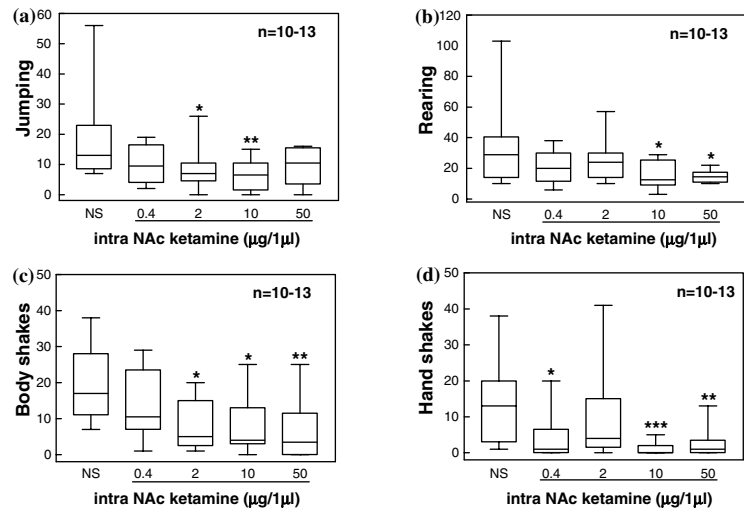 (a)
n=10-13
Jumping
60
50
40
30
20
10
0
*
**
NS 0.4 2 10 50
intra NAc ketamine (μg/1μl)
(b)
n=10-13
Rearing
120
100
80
60
40
20
0
*
*
NS 0.4 2 10 50
intra NAc ketamine (μg/1μl)
(c)
n=10-13
Body shakes
50
40
30
20
10
0
*
*
**
NS 0.4 2 10 50
intra NAc ketamine (μg/1μl)
(d)
n=10-13
Hand shakes
50
40
30
20
10
0
*
***
**
NS 0.4 2 10 50
intra NAc ketamine (μg/1μl)